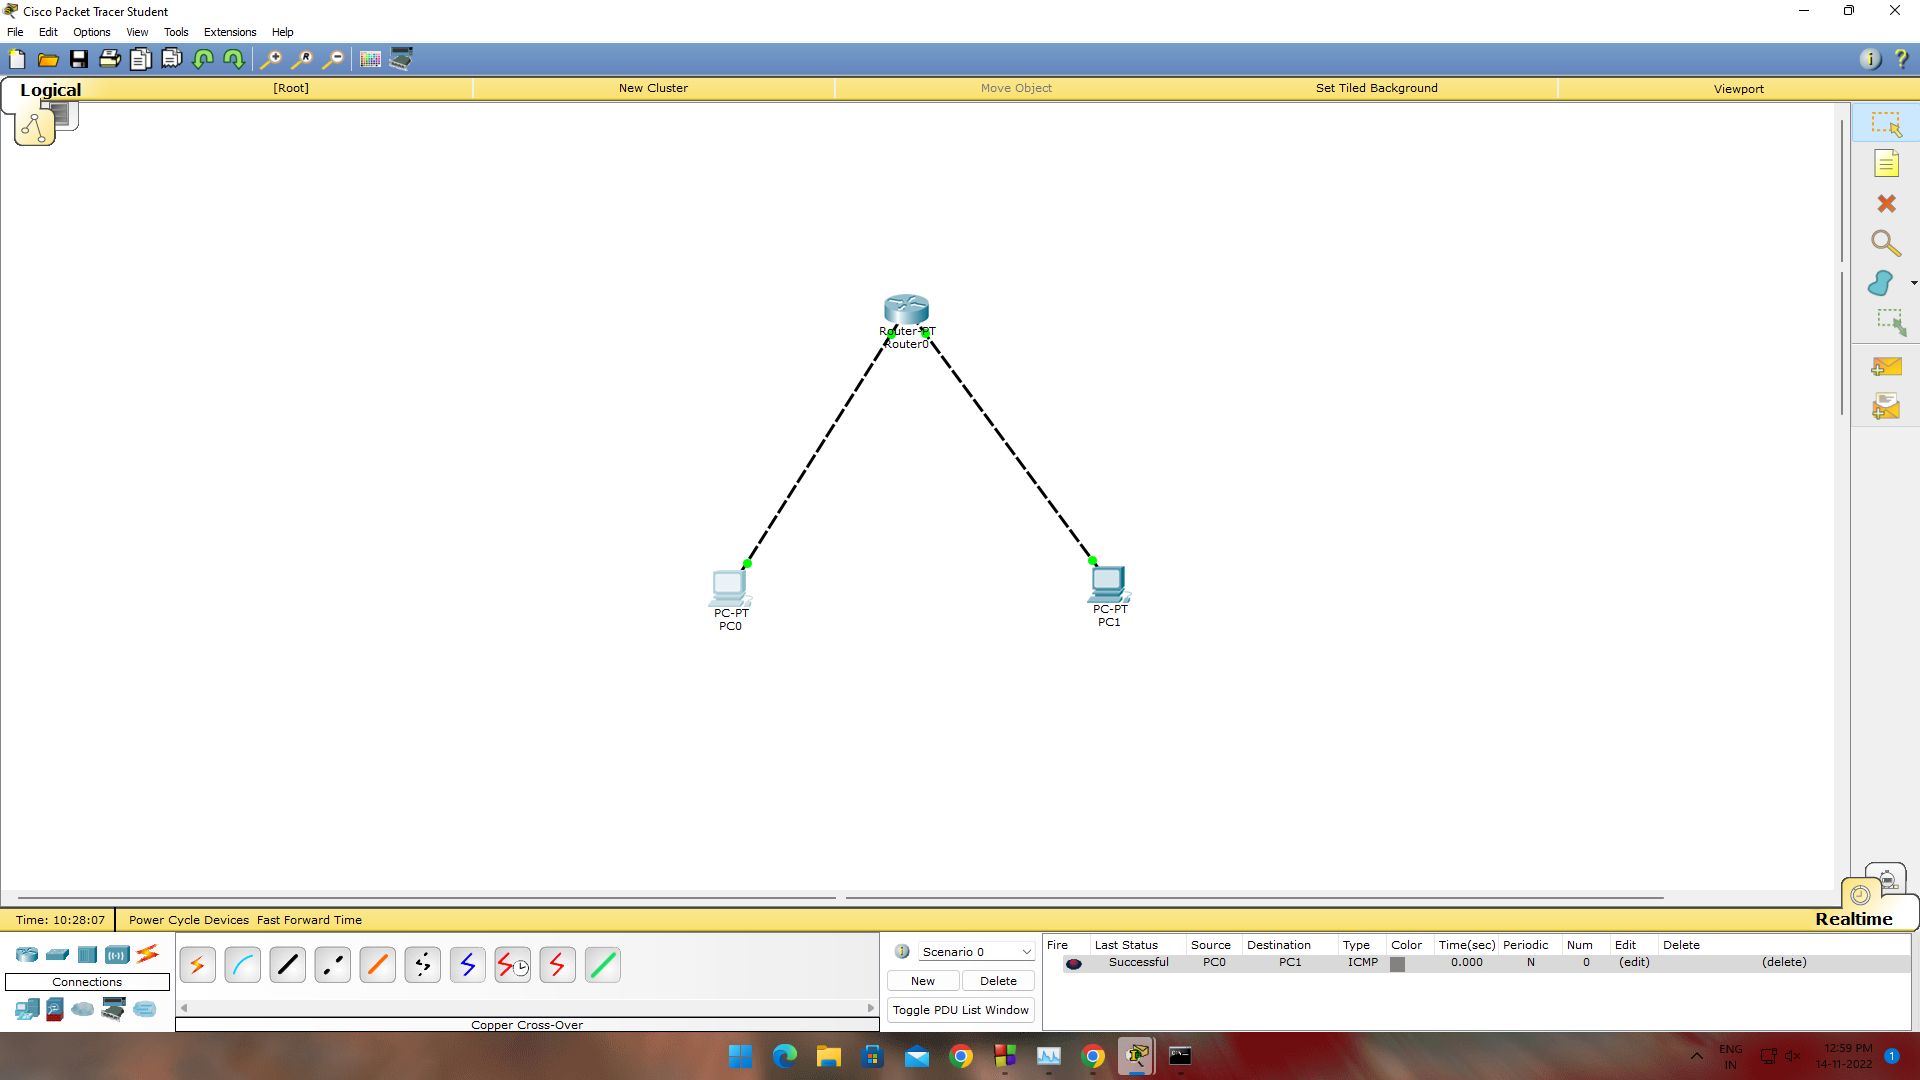 Cisco Packet Tracer Student
File Edit Options View Tools Extensions Help
Logical [Root] New Cluster Move Object Set Tiled Background Viewport
Router-PT
Router0
PC-PT
PC0
PC-PT
PC1
Time: 10:28:07 Power Cycle Devices Fast Forward Time
Realtime
Connections
Copper Cross-Over
Scenario 0
New Delete
Toggle PDU List Window
Fire Last Status Source Destination Type Color Time(sec) Periodic Num Edit Delete
Successful PC0 PC1 ICMP 0.000 N 0 (edit) (delete)
ENG
IN
12:59 PM
14-11-2022
1